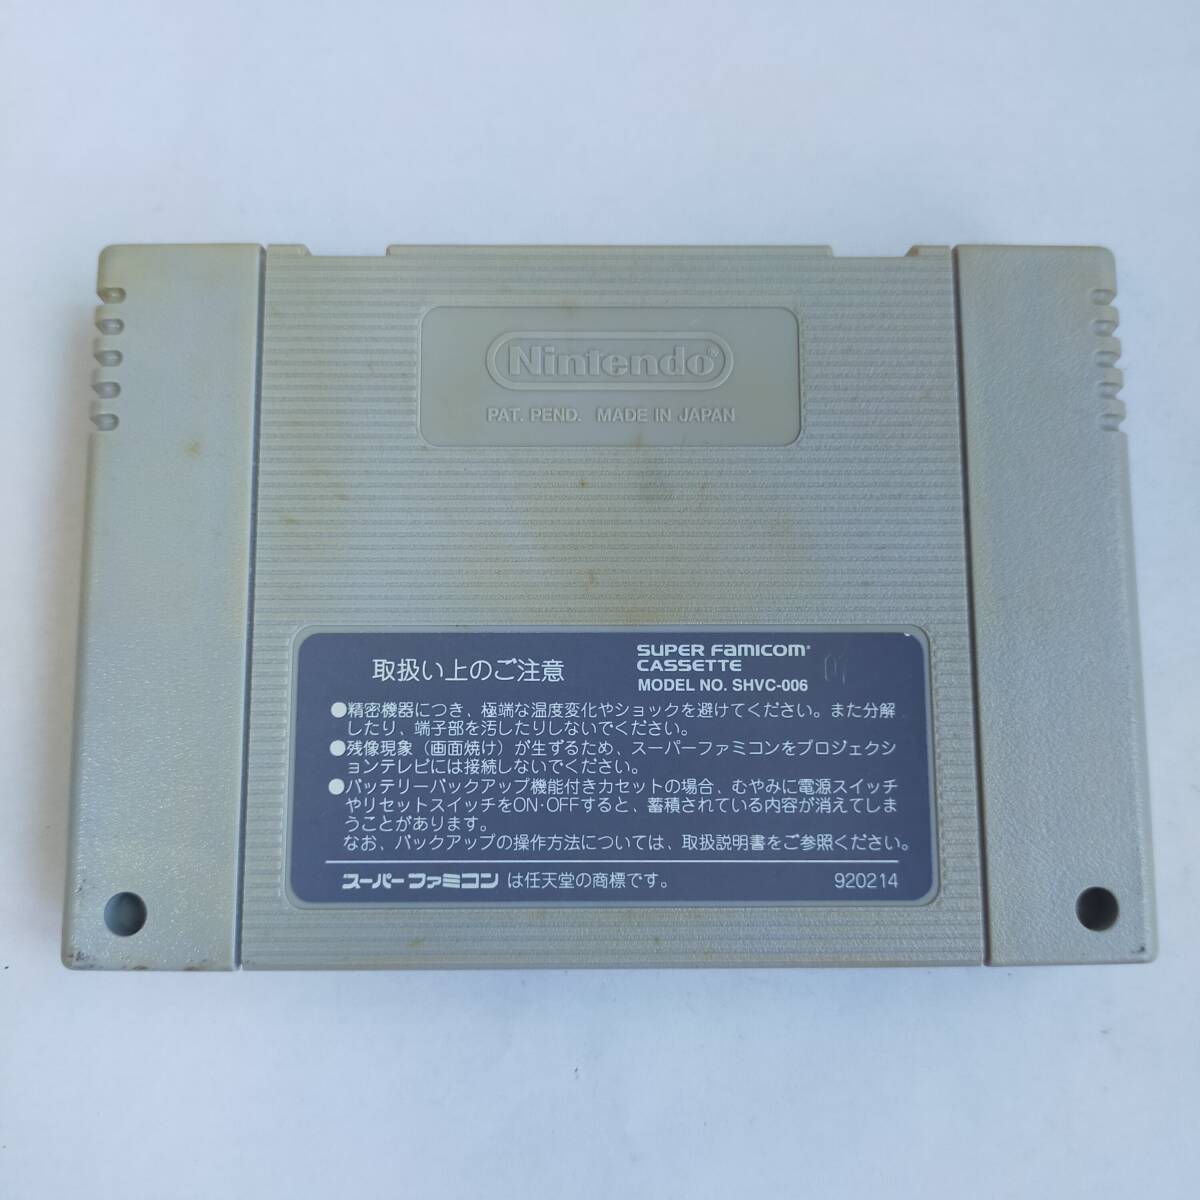 Nintendo®
PAT. PEND. MADE IN JAPAN
取扱い上のご注意
SUPER FAMICOM®
CASSETTE
MODEL NO. SHVC-006
●精密機器につき、極端な温度変化やショックを避けてください。また分解
したり、端子部を汚したりしないでください。
●残像現象（画面焼け）が生ずるため、スーパーファミコンをプロジェクシ
ョンテレビには接続しないでください。
●バッテリーバックアップ機能付きカセットの場合、むやみに電源スイッチ
やリセットスイッチをON・OFFすると、蓄積されている内容が消えてしま
うことがあります。
なお、バックアップの操作方法については、取扱説明書をご参照ください。
スーパーファミコン は任天堂の商標です。
920214